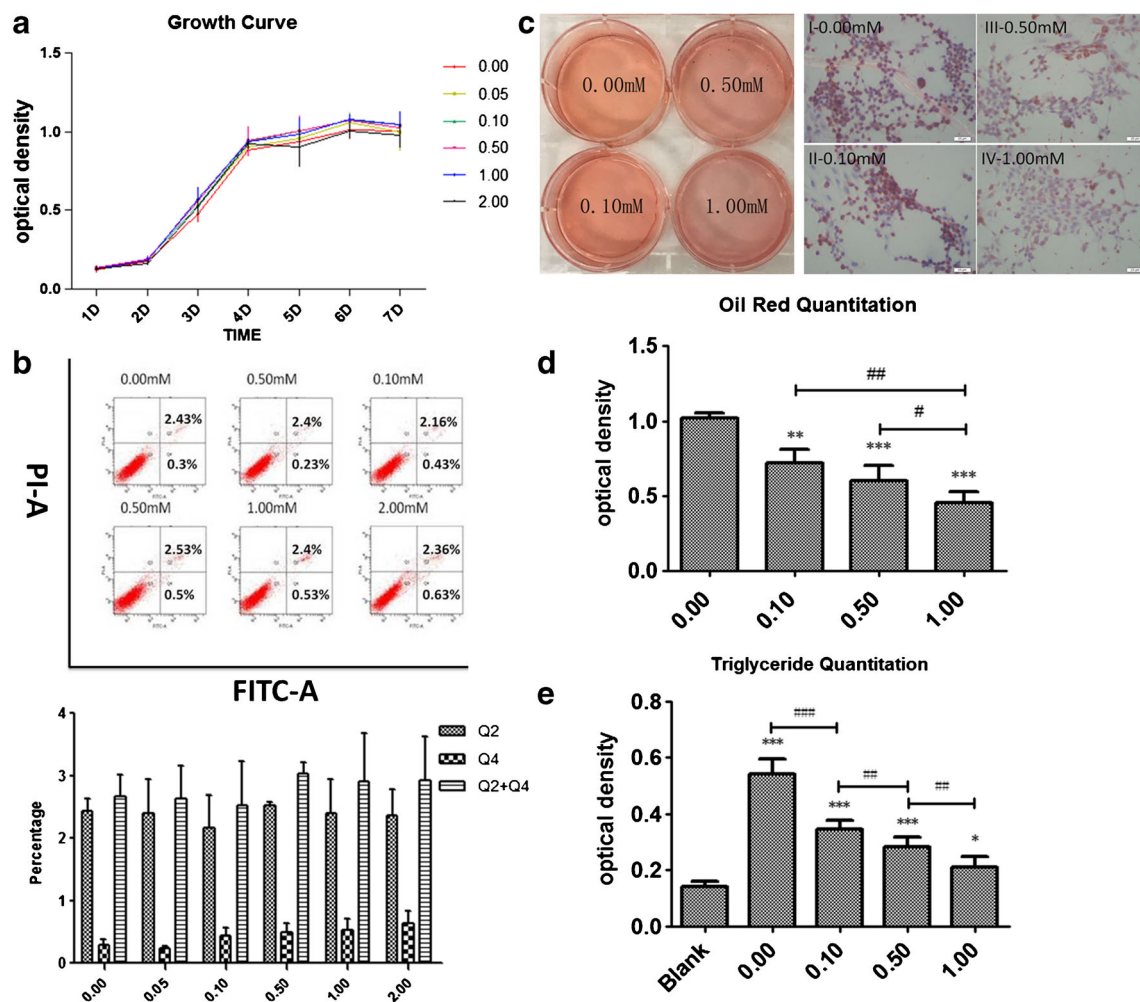 a
Growth Curve
optical density
1.5
1.0
0.5
0.0
1D 2D 3D 4D 5D 6D 7D
TIME
0.00
0.05
0.10
0.50
1.00
2.00
b
PI-A
0.00mM
0.50mM
0.10mM
2.43%
0.3%
2.4%
0.23%
2.16%
0.43%
0.50mM
1.00mM
2.00mM
2.53%
0.5%
2.4%
0.53%
2.36%
0.63%
FITC-A
Percentage
4
3
2
1
0
0.00 0.05 0.10 0.50 1.00 2.00
Q2
Q4
Q2+Q4
c
0.00mM
0.50mM
0.10mM
1.00mM
I-0.00mM
III-0.50mM
II-0.10mM
IV-1.00mM
d
Oil Red Quantitation
optical density
1.5
1.0
0.5
0.0
##
#
**
***
***
0.00 0.10 0.50 1.00
e
Triglyceride Quantitation
optical density
0.8
0.6
0.4
0.2
0.0
###
##
##
***
***
***
*
Blank 0.00 0.10 0.50 1.00